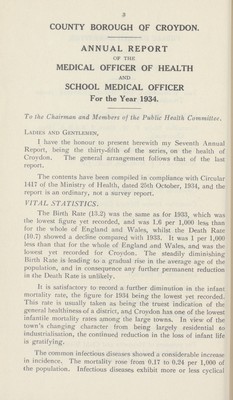 3
COUNTY BOROUGH OF CROYDON.
ANNUAL REPORT
OF THE
MEDICAL OFFICER OF HEALTH
AND
SCHOOL MEDICAL OFFICER
For the Year 1934.
To the Chairman and Members of the Public Health Committee.
LADIES AND GENTLEMEN,
I have the honour to present herewith my Seventh Annual
Report, being the thirty-fifth of the series, on the health of
Croydon. The general arrangement follows that of the last
report.
The contents have been compiled in compliance with Circular
1417 of the Ministry of Health, dated 25th October, 1934, and the
report is an ordinary, not a survey report.
VITAL STATISTICS.
The Birth Rate (13.2) was the same as for 1933, which was
the lowest figure yet recorded, and was 1.6 per 1,000 less than
for the whole of England and Wales, whilst the Death Rate
(10.7) showed a decline compared with 1933. It was 1 per 1,000
less than that for the whole of England and Wales, and was the
lowest yet recorded for Croydon. The steadily diminishing
Birth Rate is leading to a gradual rise in the average age of the
population, and in consequence any further permanent reduction
in the Death Rate is unlikely.
It is satisfactory to record a further diminution in the infant
mortality rate, the figure for 1934 being the lowest yet recorded.
This rate is usually taken as being the truest indication of the
general healthiness of a district, and Croydon has one of the lowest
infantile mortality rates among the large towns. In view of the
town's changing character from being largely residential to
industrialisation, the continued reduction in the loss of infant life
is gratifying.
The common infectious diseases showed a considerable increase
in incidence. The mortality rose from 0.17 to 0.24 per 1,000 of
the population. Infectious diseases exhibit more or less cyclical